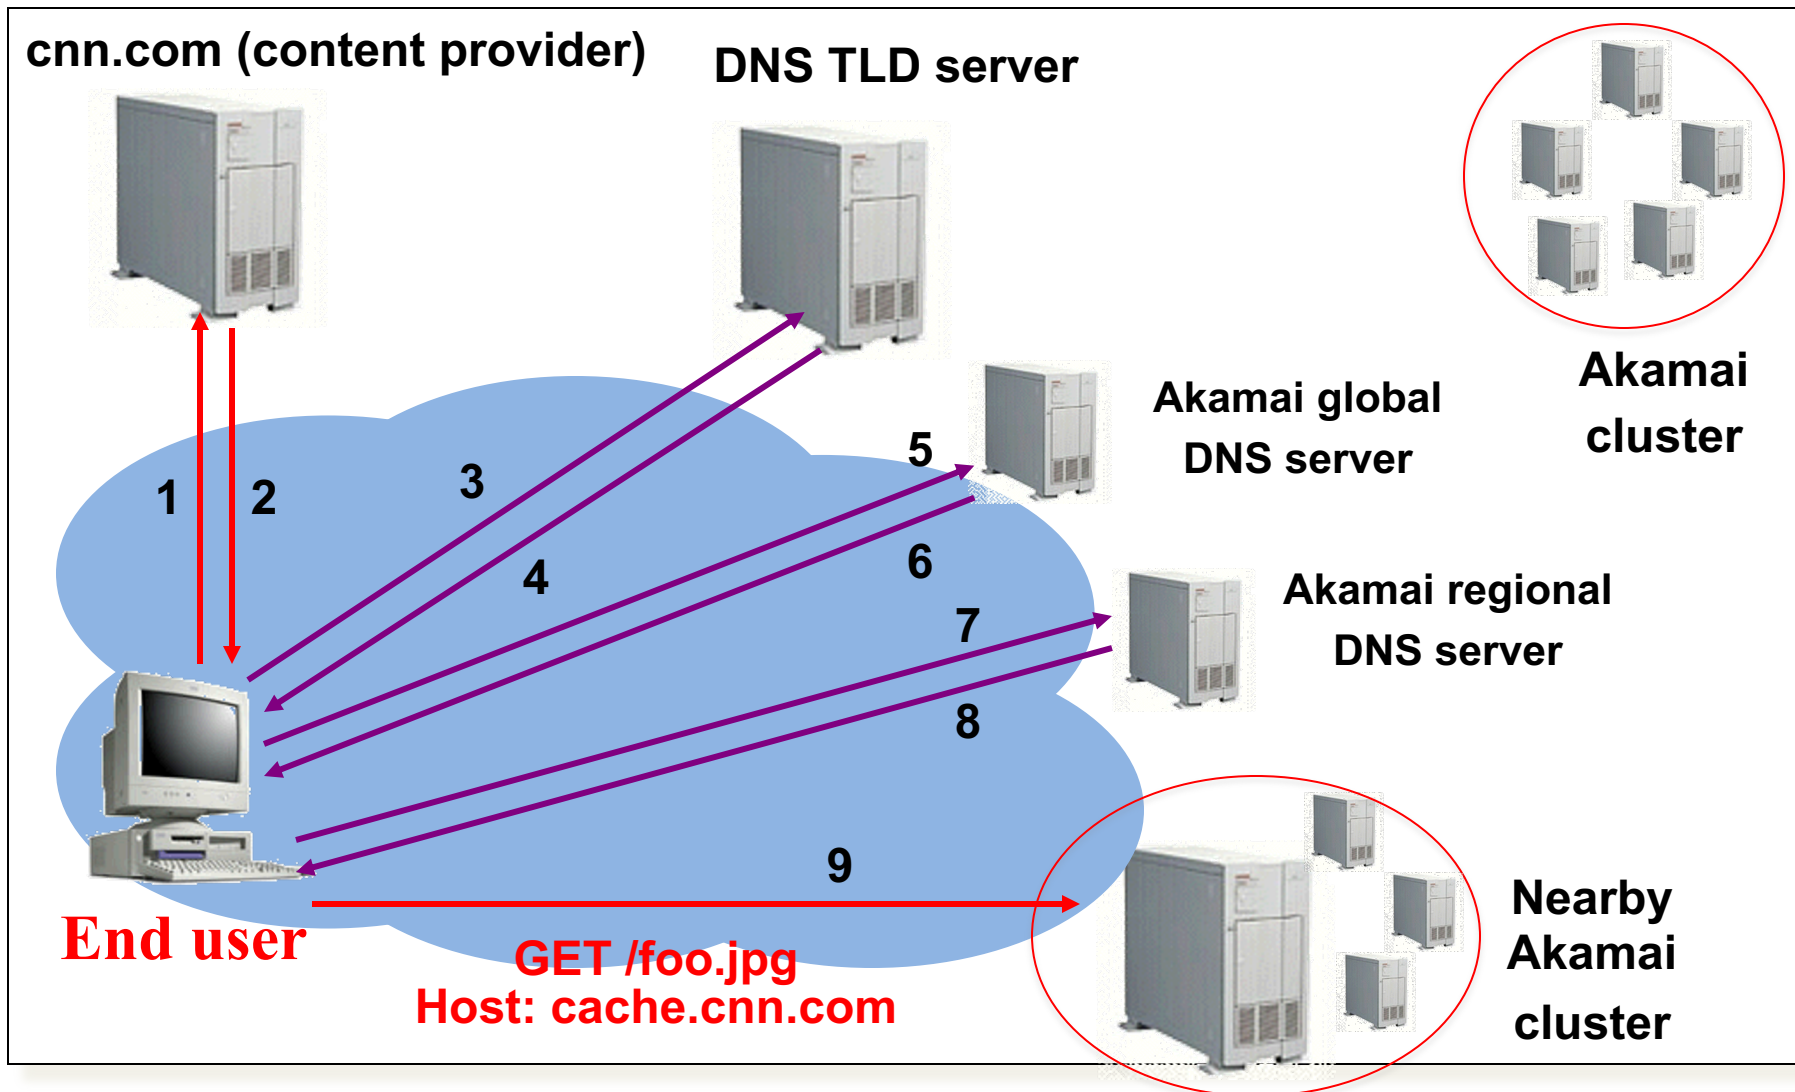 cnn.com (content provider)
DNS TLD server
Akamai
cluster
Akamai global
DNS server
5
3
1
2
6
4
Akamai regional
DNS server
7
8
9
End user
GET /foo.jpg
Host: cache.cnn.com
Nearby
Akamai
cluster